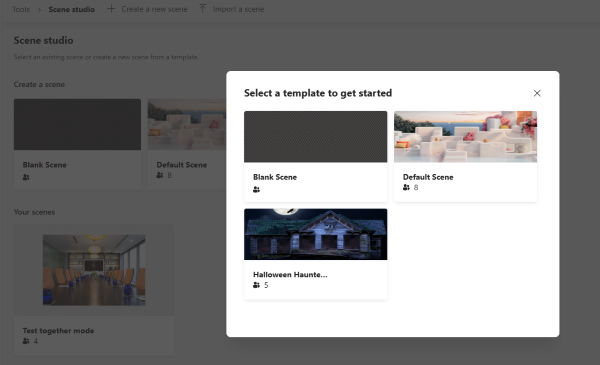 Tools > Scene studio + Create a new scene Import a scene
Scene studio
Select an existing scene or create a new scene from a template.
Create a scene
Blank Scene
Default Scene
8
Your scenes
Test together mode
4
Select a template to get started
Blank Scene
Default Scene
8
Halloween Haunte...
5